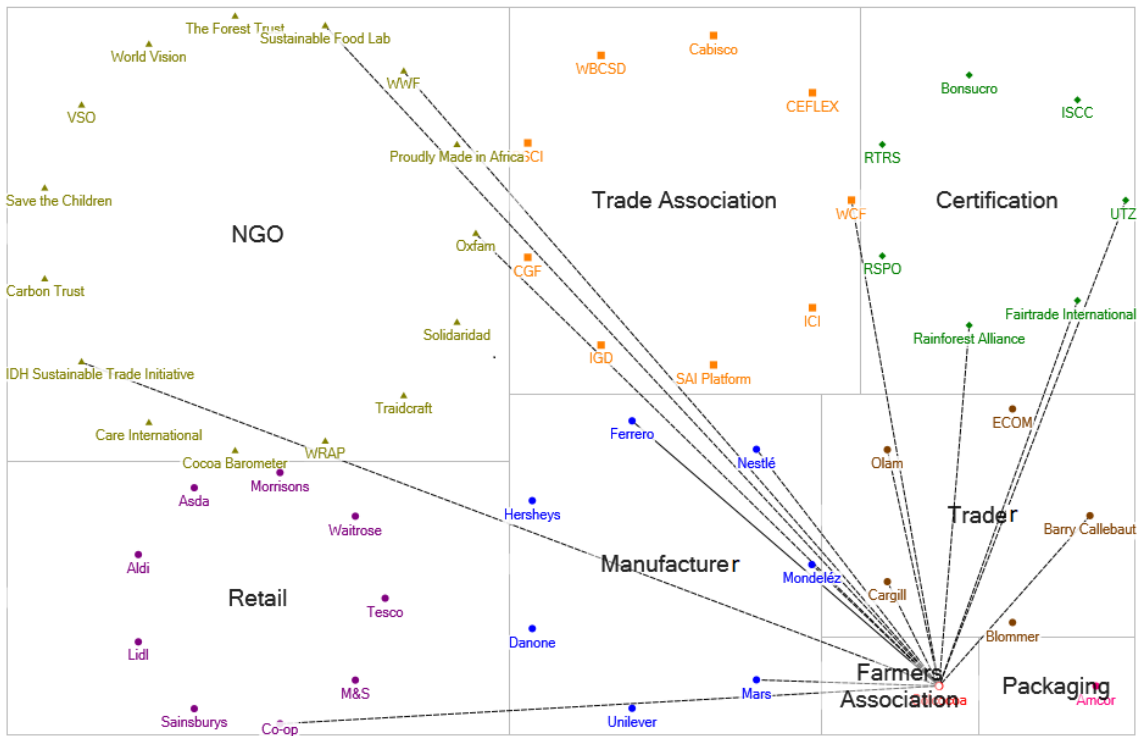 The Forest Trust
Sustainable Food Lab
World Vision
WWF
VSO
Proudly Made in Africa
Save the Children
NGO
Oxfam
Carbon Trust
Solidaridad
IDH Sustainable Trade Initiative
Traidcraft
Care International
WRAP
Cocoa Barometer
Cabisco
WBCSD
CEFLEX
SCI
Trade Association
WCF
CGF
ICI
IGD
SAI Platform
Bonsucro
ISCC
RTRS
Certification
UTZ
RSPO
Fairtrade International
Rainforest Alliance
Morrisons
Asda
Waitrose
Aldi
Retail
Tesco
Lidl
M&S
Sainsburys
Co-op
Ferrero
Nestlé
Hersheys
Manufacturer
Mondeléz
Danone
Mars
Unilever
ECOM
Olam
Trader
Barry Callebaut
Cargill
Blommer
Farmers
Association
Packaging
Amcor